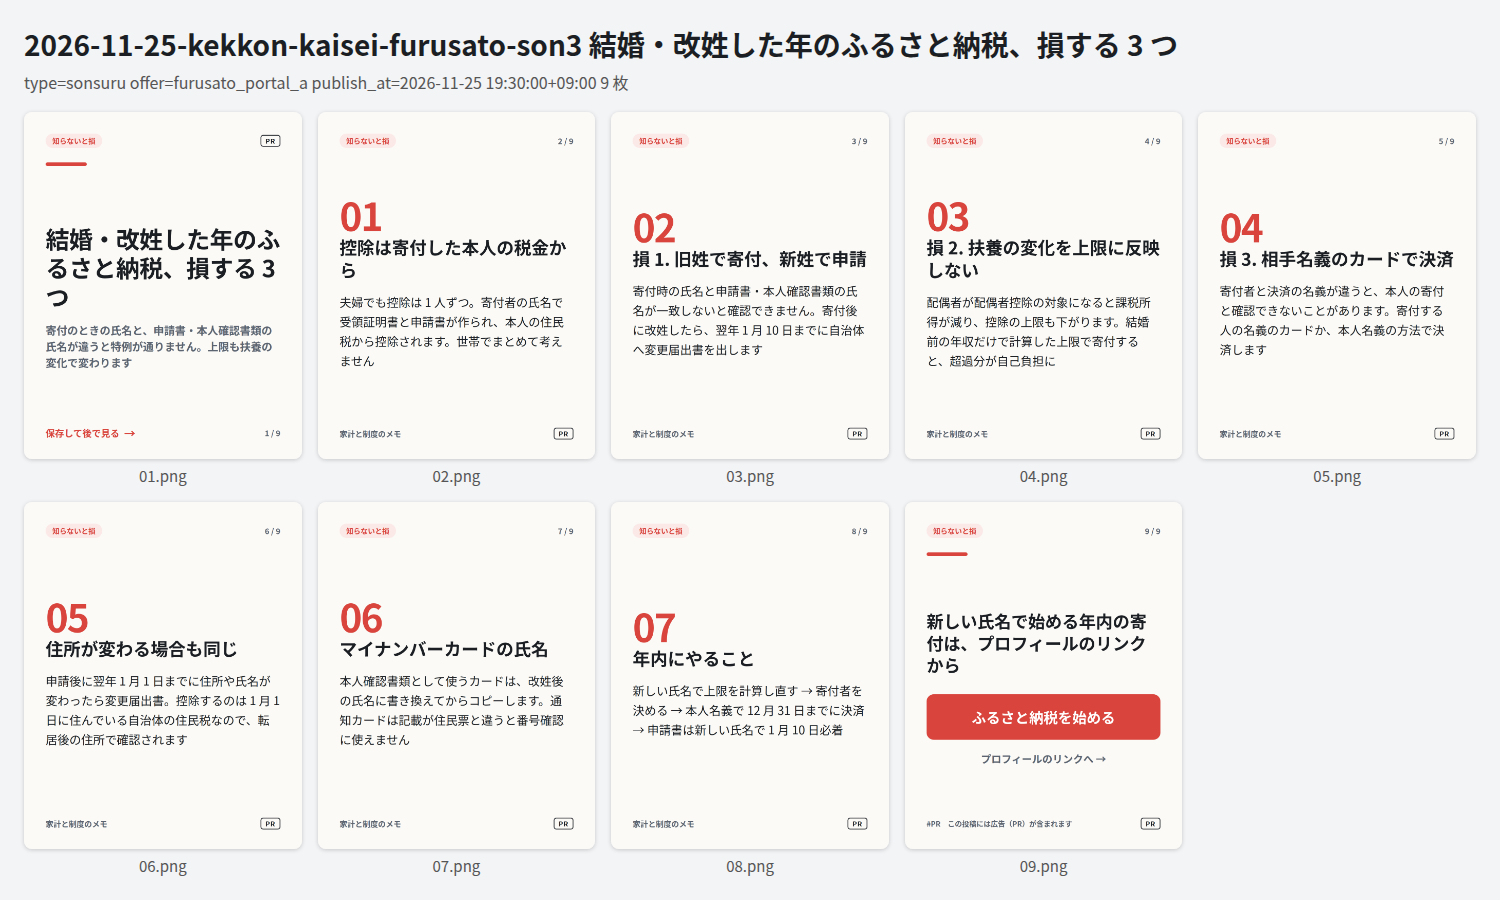 2026-11-25-kekkon-kaisei-furusato-son3 結婚・改姓した年のふるさと納税、損する 3 つ
type=sonsuru offer=furusato_portal_a publish_at=2026-11-25 19:30:00+09:00 9 枚
知らないと損
PR
結婚・改姓した年のふ
るさと納税、損する 3
つ
寄付のときの氏名と、申請書・本人確認書類の
氏名が違うと特例が通りません。上限も扶養の
変化で変わります
保存して後で見る →
1 / 9
01.png
知らないと損
2 / 9
01
控除は寄付した本人の税金か
ら
夫婦でも控除は 1 人ずつ。寄付者の氏名で
受領証明書と申請書が作られ、本人の住民
税から控除されます。世帯でまとめて考え
ません
家計と制度のメモ
PR
02.png
知らないと損
3 / 9
02
損 1. 旧姓で寄付、新姓で申請
寄付時の氏名と申請書・本人確認書類の氏
名が一致しないと確認できません。寄付後
に改姓したら、翌年 1 月 10 日までに自治体
へ変更届出書を出します
家計と制度のメモ
PR
03.png
知らないと損
4 / 9
03
損 2. 扶養の変化を上限に反映
しない
配偶者が配偶者控除の対象になると課税所
得が減り、控除の上限も下がります。結婚
前の年収だけで計算した上限で寄付する
と、超過分が自己負担に
家計と制度のメモ
PR
04.png
知らないと損
5 / 9
04
損 3. 相手名義のカードで決済
寄付者と決済の名義が違うと、本人の寄付
と確認できないことがあります。寄付する
人の名義のカードか、本人名義の方法で決
済します
家計と制度のメモ
PR
05.png
知らないと損
6 / 9
05
住所が変わる場合も同じ
申請後に翌年 1 月 1 日までに住所や氏名が
変わったら変更届出書。控除するのは 1 月 1
日に住んでいる自治体の住民税なので、転
居後の住所で確認されます
家計と制度のメモ
PR
06.png
知らないと損
7 / 9
06
マイナンバーカードの氏名
本人確認書類として使うカードは、改姓後
の氏名に書き換えてからコピーします。通
知カードは記載が住民票と違うと番号確認
に使えません
家計と制度のメモ
PR
07.png
知らないと損
8 / 9
07
年内にやること
新しい氏名で上限を計算し直す → 寄付者を
決める → 本人名義で 12 月 31 日までに決済
→ 申請書は新しい氏名で 1 月 10 日必着
家計と制度のメモ
PR
08.png
知らないと損
9 / 9
新しい氏名で始める年内の寄
付は、プロフィールのリンク
から
ふるさと納税を始める
プロフィールのリンクへ →
#PR この投稿には広告（PR）が含まれます
PR
09.png